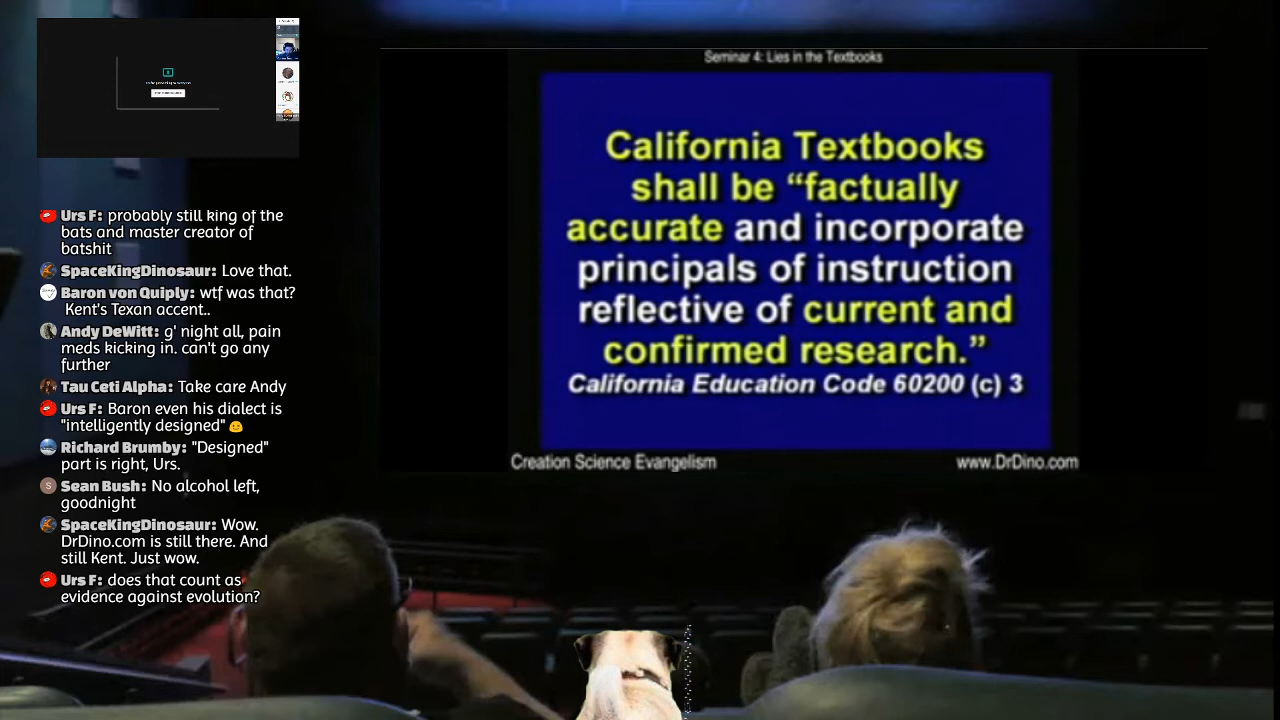 Seminar 4: Lies in the Textbooks
California Textbooks
shall be “factually
accurate and incorporate
principals of instruction
reflective of current and
confirmed research.”
California Education Code 60200 (c) 3
Creation Science Evangelism
www.DrDino.com
Urs F: probably still king of the
bats and master creator of
batshit
SpaceKingDinosaur: Love that.
Baron von Quiply: wtf was that?
Kent's Texan accent..
Andy DeWitt: g' night all, pain
meds kicking in. can't go any
further
Tau Ceti Alpha: Take care Andy
Urs F: Baron even his dialect is
"intelligently designed"
Richard Brumby: "Designed"
part is right, Urs.
S
Sean Bush: No alcohol left,
goodnight
SpaceKingDinosaur: Wow.
DrDino.com is still there. And
still Kent. Just wow.
Urs F: does that count as
evidence against evolution?